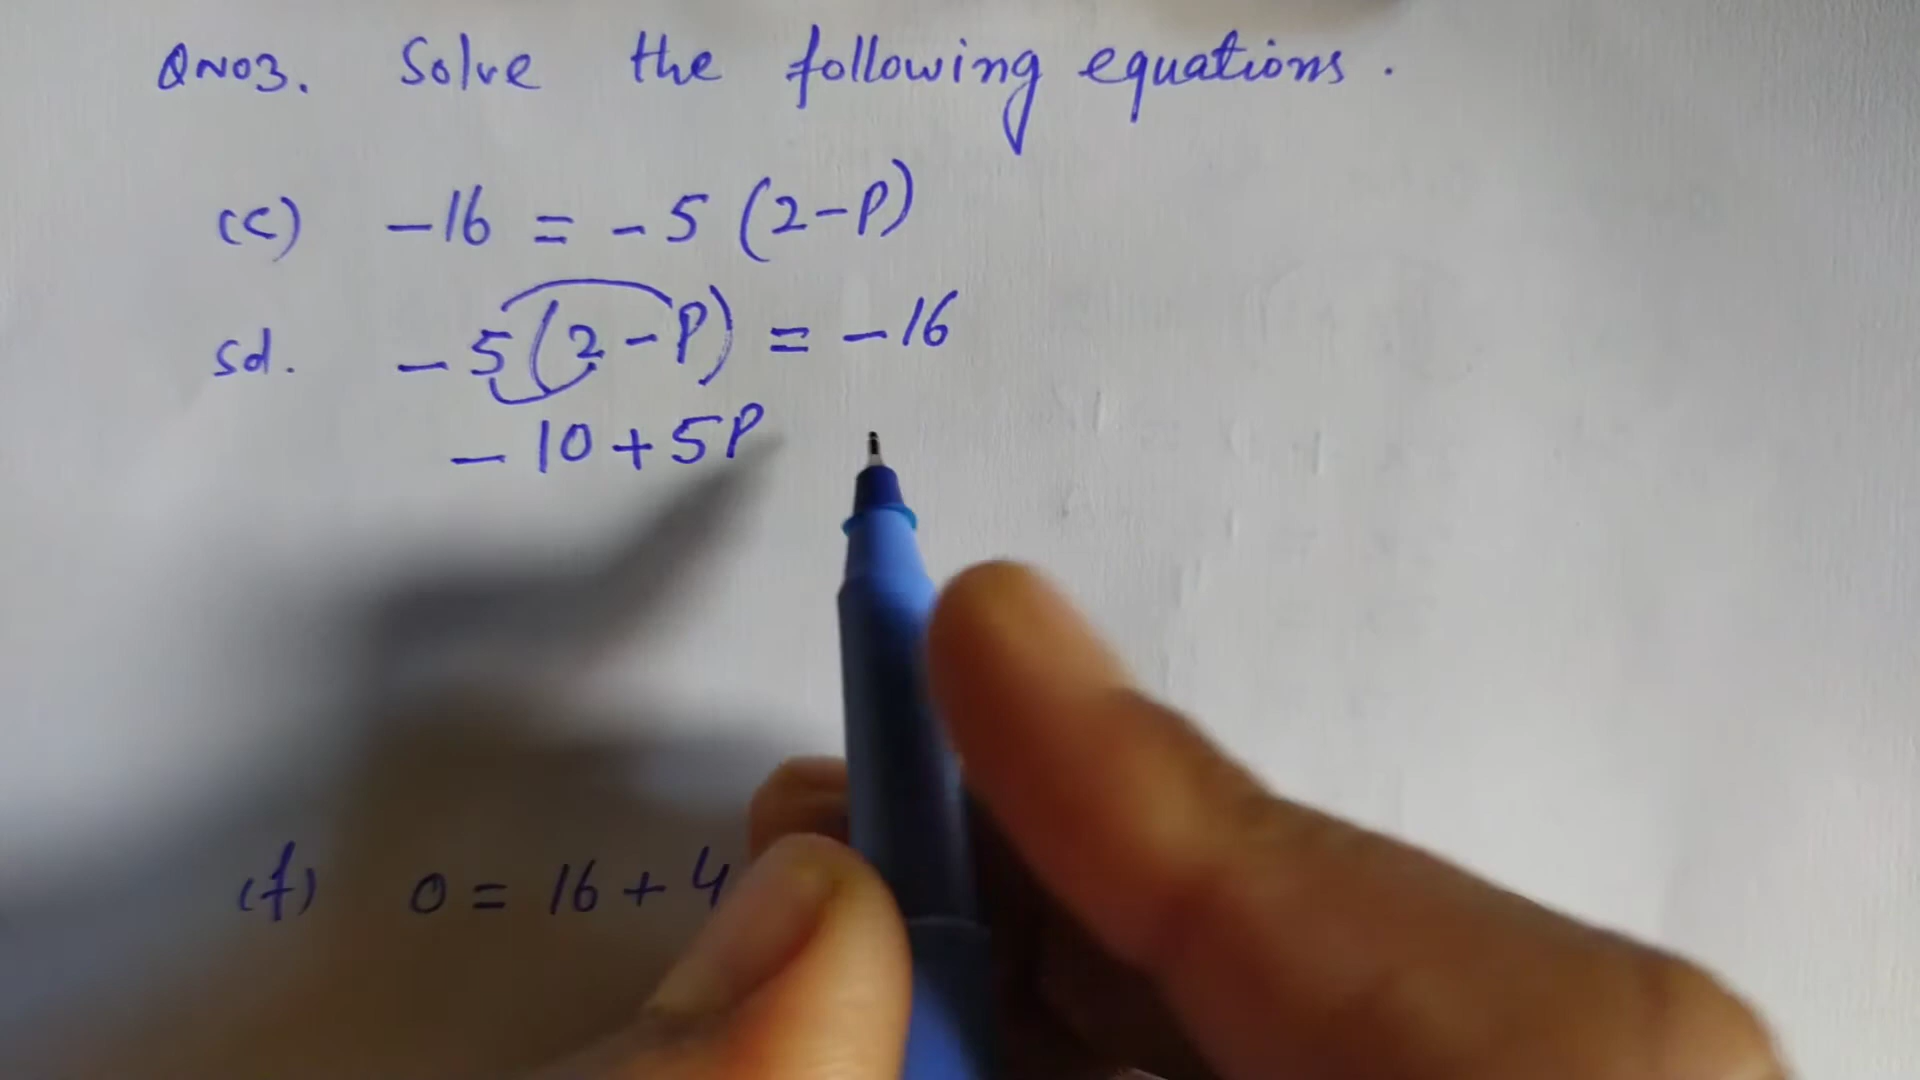 QNO3. Solve the following equations.
(c) -16 = -5 (2-P)
Sol. -5(2-P) = -16
-10+5P
(f) 0 = 16 + 4